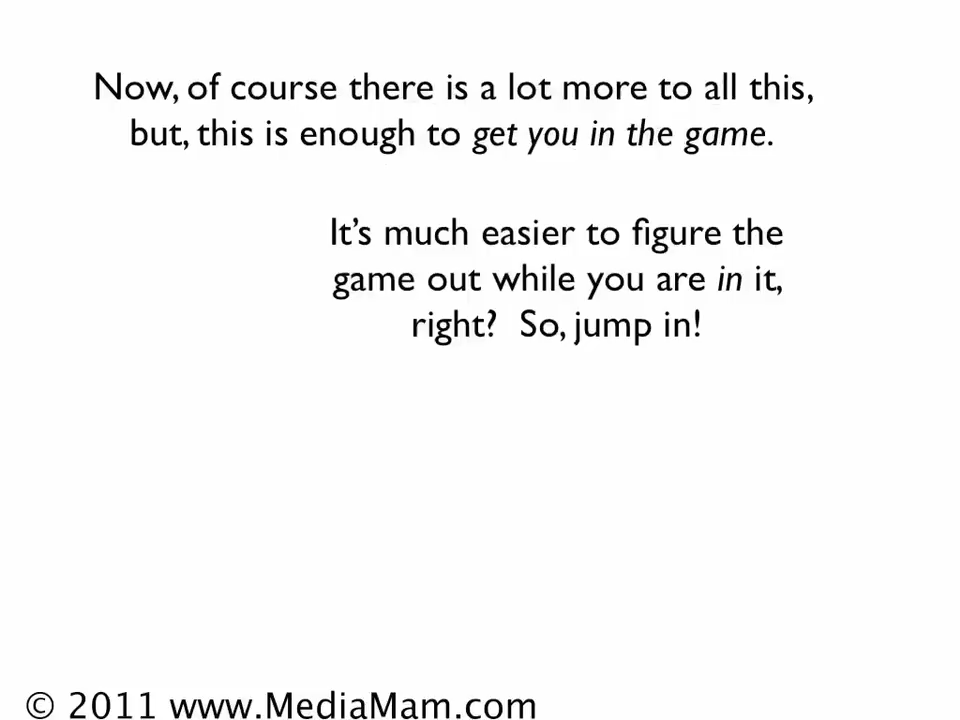 Now, of course there is a lot more to all this,
but, this is enough to get you in the game.
It's much easier to figure the
game out while you are in it,
right?  So, jump in!
© 2011 www.MediaMam.com